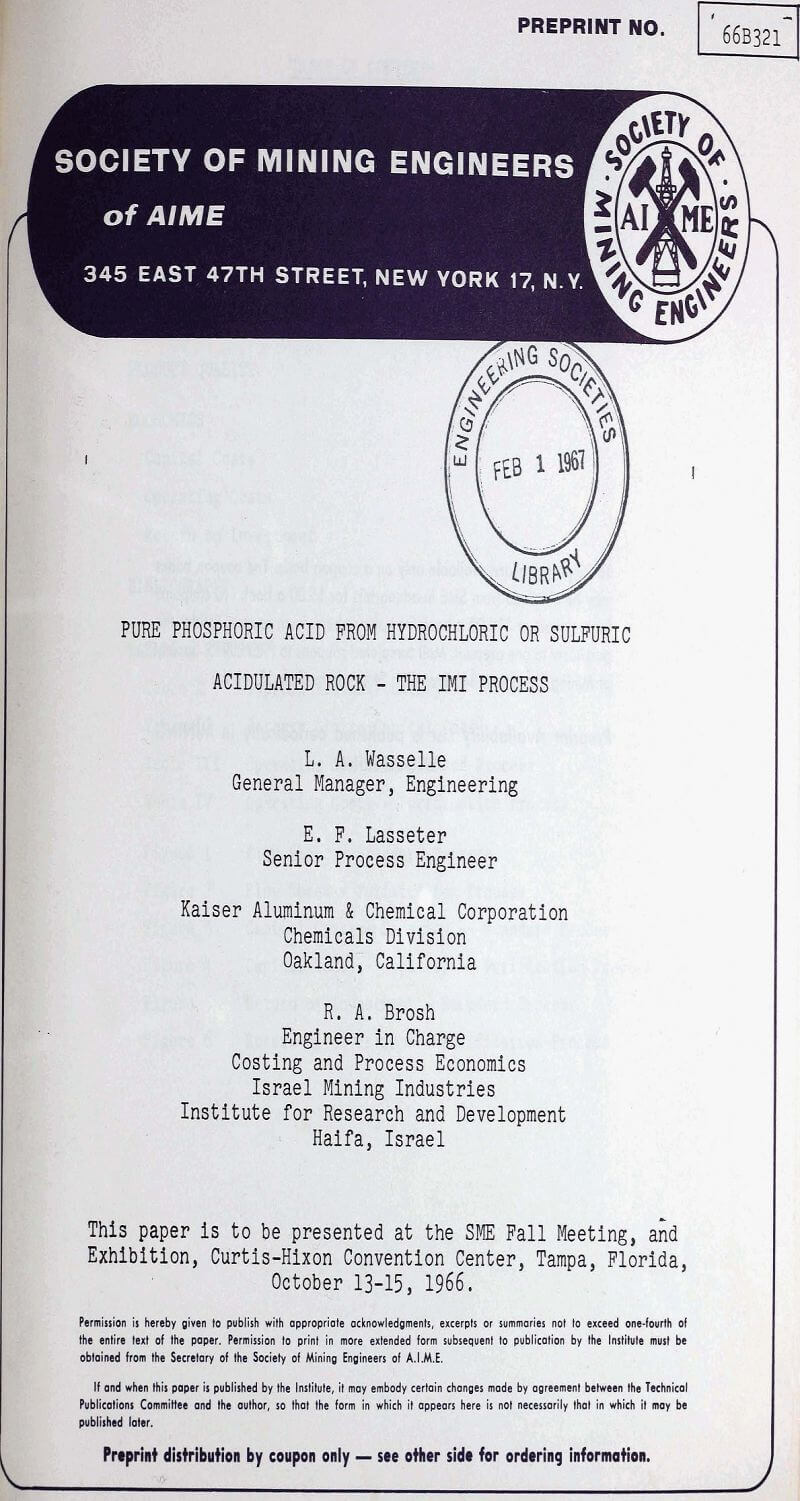 PREPRINT NO.
66B321
SOCIETY OF MINING ENGINEERS
of AIME
345 EAST 47TH STREET, NEW YORK 17, N.Y.
SOCIETY OF
MINING ENGINEERS
AI ME
ENGINEERING SOCIETIES
FEB 1 1967
LIBRARY
PURE PHOSPHORIC ACID FROM HYDROCHLORIC OR SULFURIC
ACIDULATED ROCK - THE IMI PROCESS
L. A. Wasselle
General Manager, Engineering
E. F. Lasseter
Senior Process Engineer
Kaiser Aluminum & Chemical Corporation
Chemicals Division
Oakland, California
R. A. Brosh
Engineer in Charge
Costing and Process Economics
Israel Mining Industries
Institute for Research and Development
Haifa, Israel
This paper is to be presented at the SME Fall Meeting, and
Exhibition, Curtis-Hixon Convention Center, Tampa, Florida,
October 13-15, 1966.
Permission is hereby given to publish with appropriate acknowledgments, excerpts or summaries not to exceed one-fourth of
the entire text of the paper. Permission to print in more extended form subsequent to publication by the Institute must be
obtained from the Secretary of the Society of Mining Engineers of A.I.M.E.
If and when this paper is published by the Institute, it may embody certain changes made by agreement between the Technical
Publications Committee and the author, so that the form in which it appears here is not necessarily that in which it may be
published later.
Preprint distribution by coupon only — see other side for ordering information.